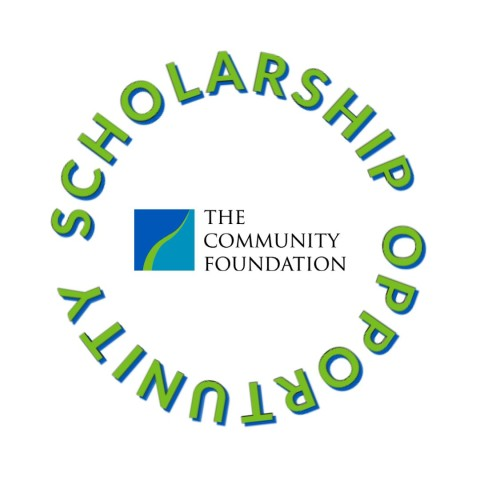 SCHOLARSHIP OPPORTUNITY
THE
COMMUNITY
FOUNDATION